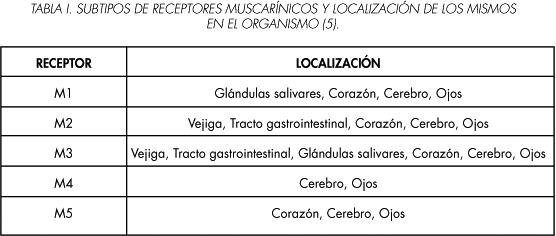 TABLA I. SUBTIPOS DE RECEPTORES MUSCARÍNICOS Y LOCALIZACIÓN DE LOS MISMOS
EN EL ORGANISMO (5).
RECEPTOR LOCALIZACIÓN
M1 Glándulas salivares, Corazón, Cerebro, Ojos
M2 Vejiga, Tracto gastrointestinal, Corazón, Cerebro, Ojos
M3 Vejiga, Tracto gastrointestinal, Glándulas salivares, Corazón, Cerebro, Ojos
M4 Cerebro, Ojos
M5 Corazón, Cerebro, Ojos